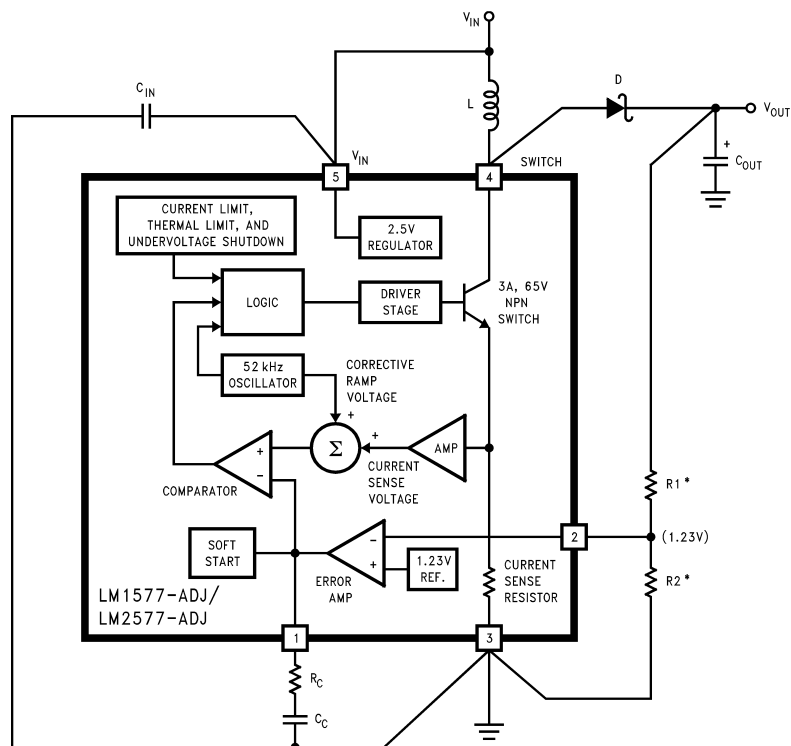 V_IN
C_IN
L
D
V_OUT
+
C_OUT
V_IN
SWITCH
5
4
CURRENT LIMIT,
THERMAL LIMIT, AND
UNDERVOLTAGE SHUTDOWN
2.5V
REGULATOR
LOGIC
DRIVER
STAGE
3A, 65V
NPN
SWITCH
52 kHz
OSCILLATOR
CORRECTIVE
RAMP
VOLTAGE
+
+
Σ
AMP
+
−
COMPARATOR
CURRENT
SENSE
VOLTAGE
R1*
2
(1.23V)
SOFT
START
−
+
ERROR
AMP
1.23V
REF.
CURRENT
SENSE
RESISTOR
R2*
LM1577-ADJ/
LM2577-ADJ
1
3
R_C
C_C